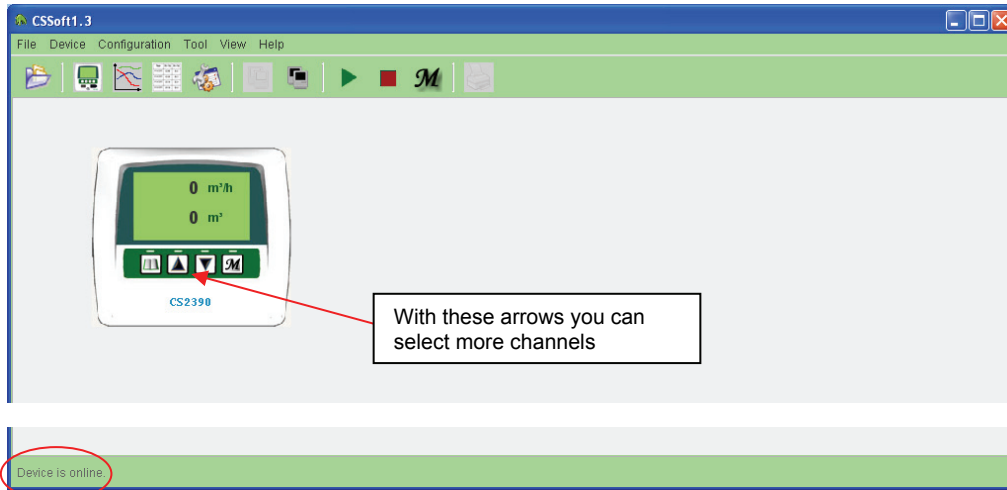 CSSoft1.3
File Device Configuration Tool View Help
M
0 m³/h
0 m³
M
CS2390
With these arrows you can
select more channels
Device is online.